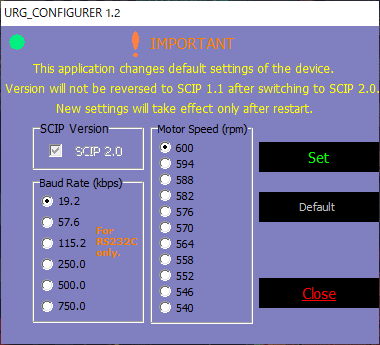 URG_CONFIGURER 1.2
! IMPORTANT
This application changes default settings of the device.
Version will not be reversed to SCIP 1.1 after switching to SCIP 2.0.
New settings will take effect only after restart.
SCIP Version
SCIP 2.0
Baud Rate (kbps)
19.2
57.6
115.2
250.0
500.0
750.0
For
RS232C
only.
Motor Speed (rpm)
600
594
588
582
576
570
564
558
552
546
540
Set
Default
Close